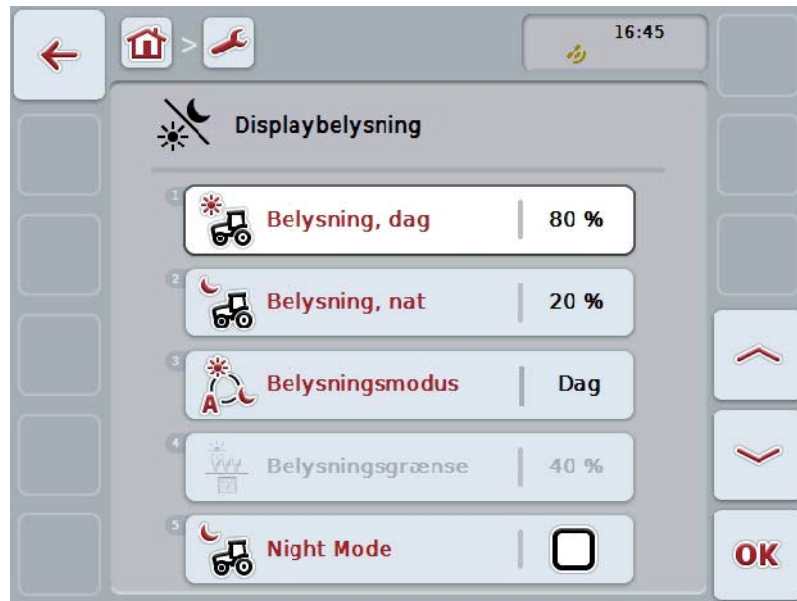 16:45
Displaybelysning
1
Belysning, dag 80 %
2
Belysning, nat 20 %
3
A
Belysningsmodus Dag
4
Belysningsgrænse 40 %
5
Night Mode
OK